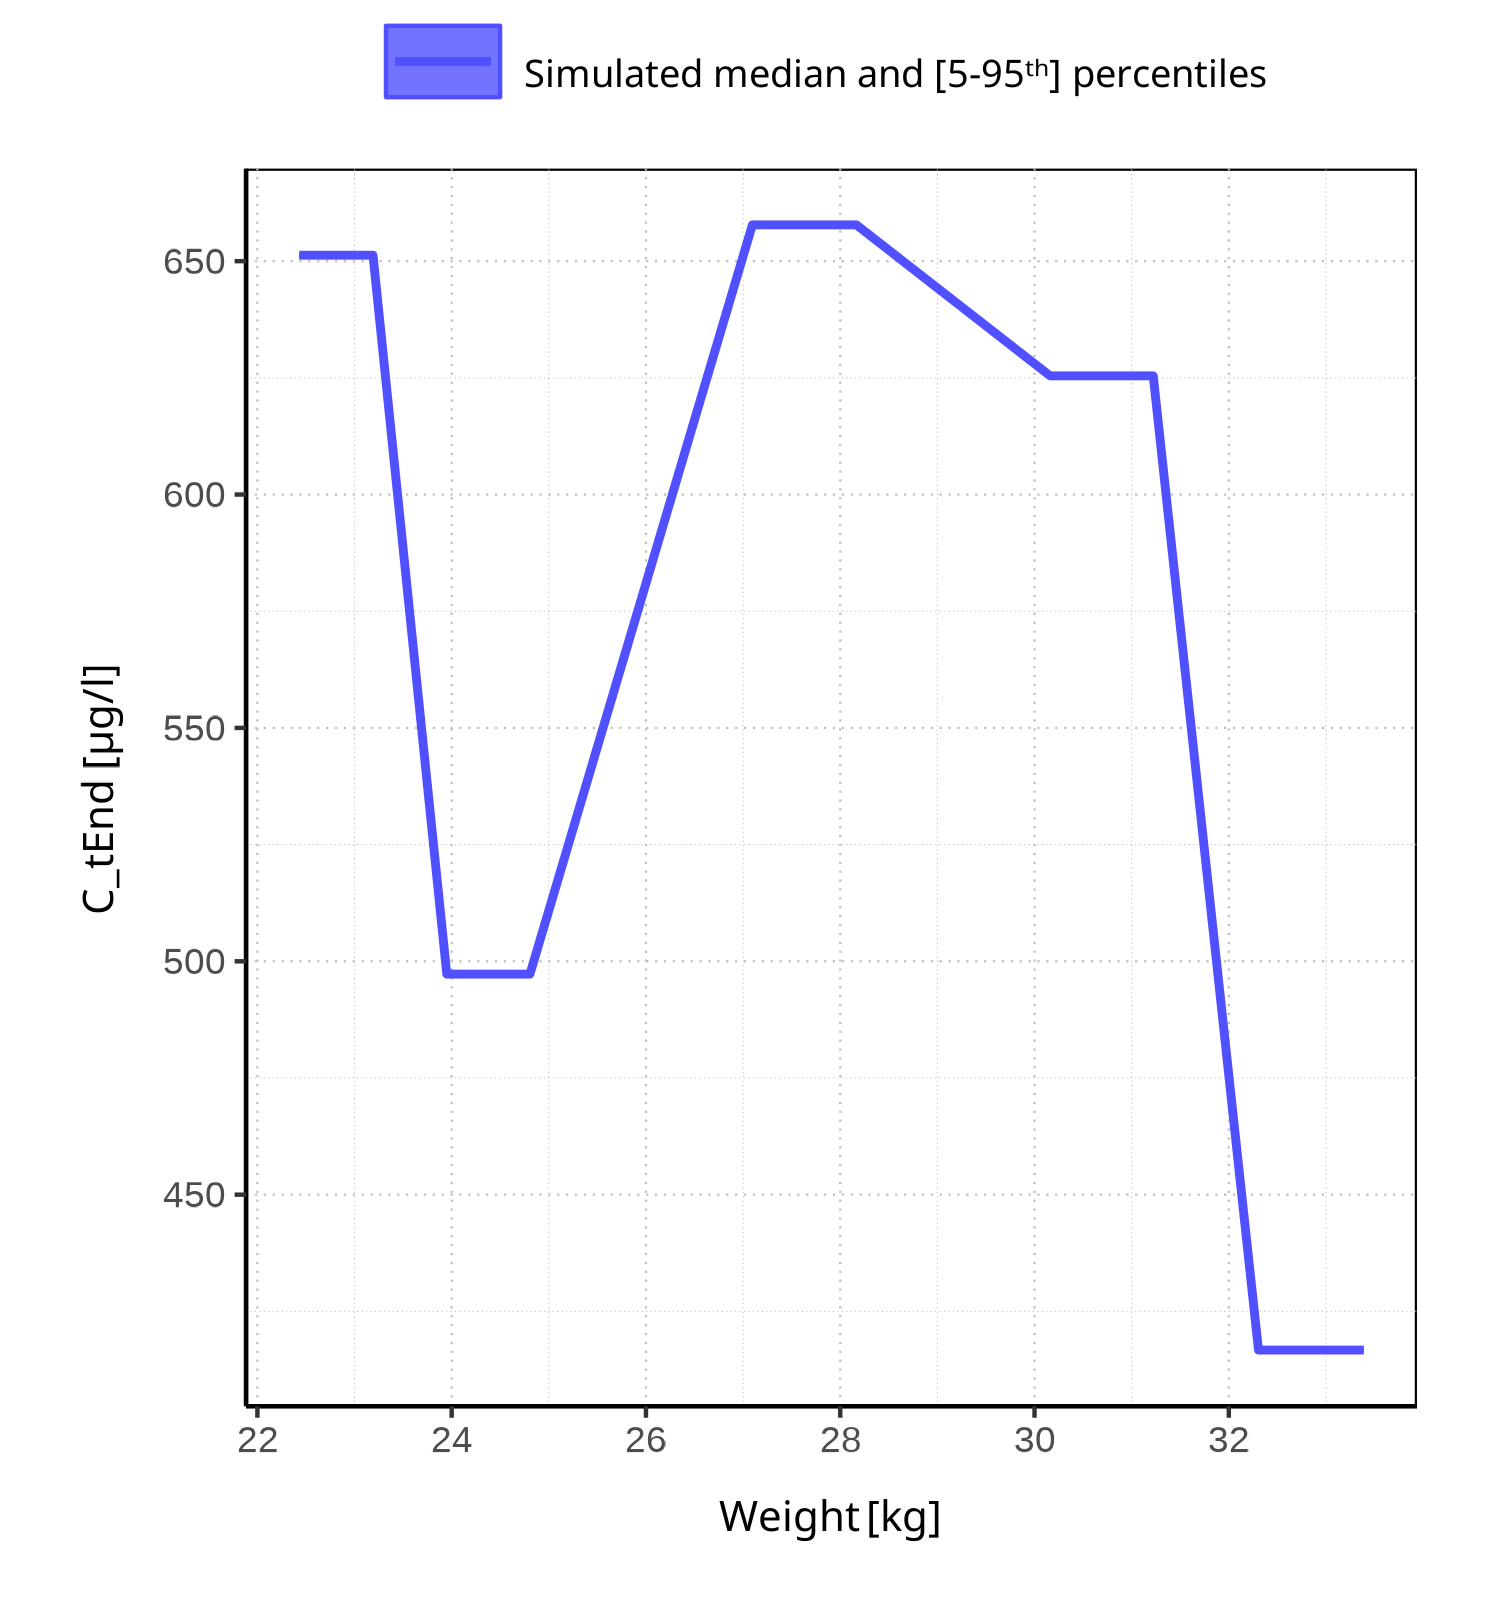 Simulated median and [5-95ᵗʰ] percentiles
650
600
550
500
450
C_tEnd [µg/l]
22 24 26 28 30 32
Weight [kg]